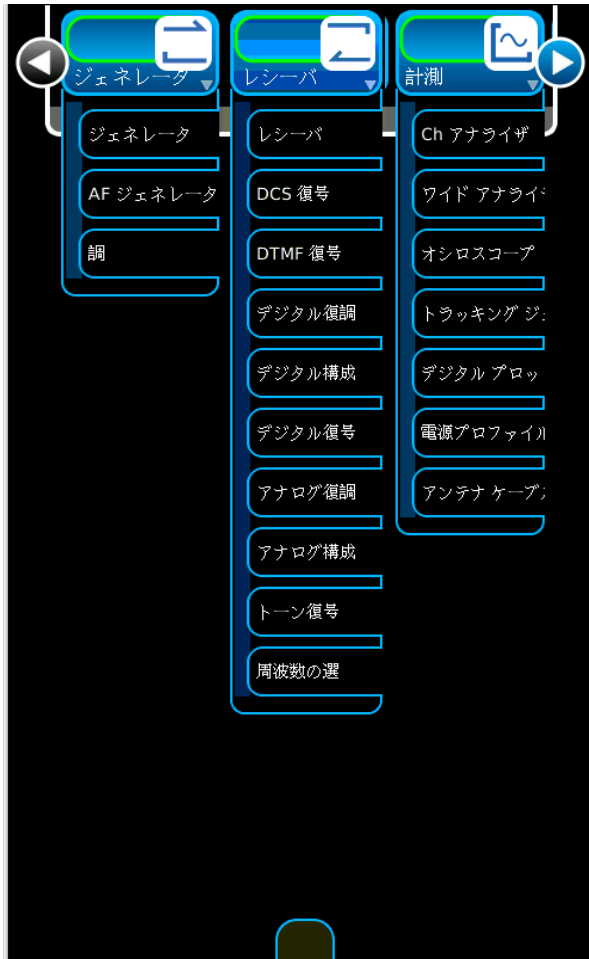 ジェネレータ
ジェネレータ
AF ジェネレータ
調
レシーバ
レシーバ
DCS 復号
DTMF 復号
デジタル復調
デジタル構成
デジタル復号
アナログ復調
アナログ構成
トーン復号
周波数の選
計測
Ch アナライザ
ワイド アナライ
オシロスコープ
トラッキング ジ
デジタル プロッ
電源プロファイル
アンテナ ケーブ